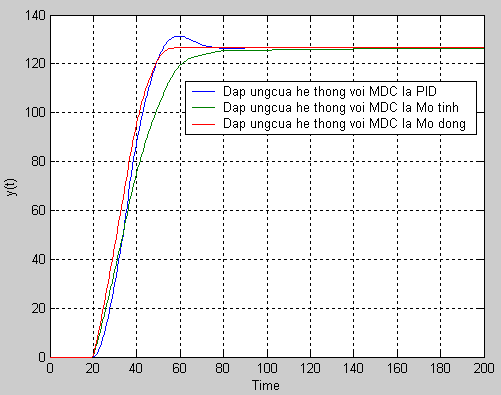 140
120
100
80
60
40
20
0
y(t)
Dap ungcua he thong voi MDC la PID
Dap ungcua he thong voi MDC la Mo tinh
Dap ungcua he thong voi MDC la Mo dong
0 20 40 60 80 100 120 140 160 180 200
Time